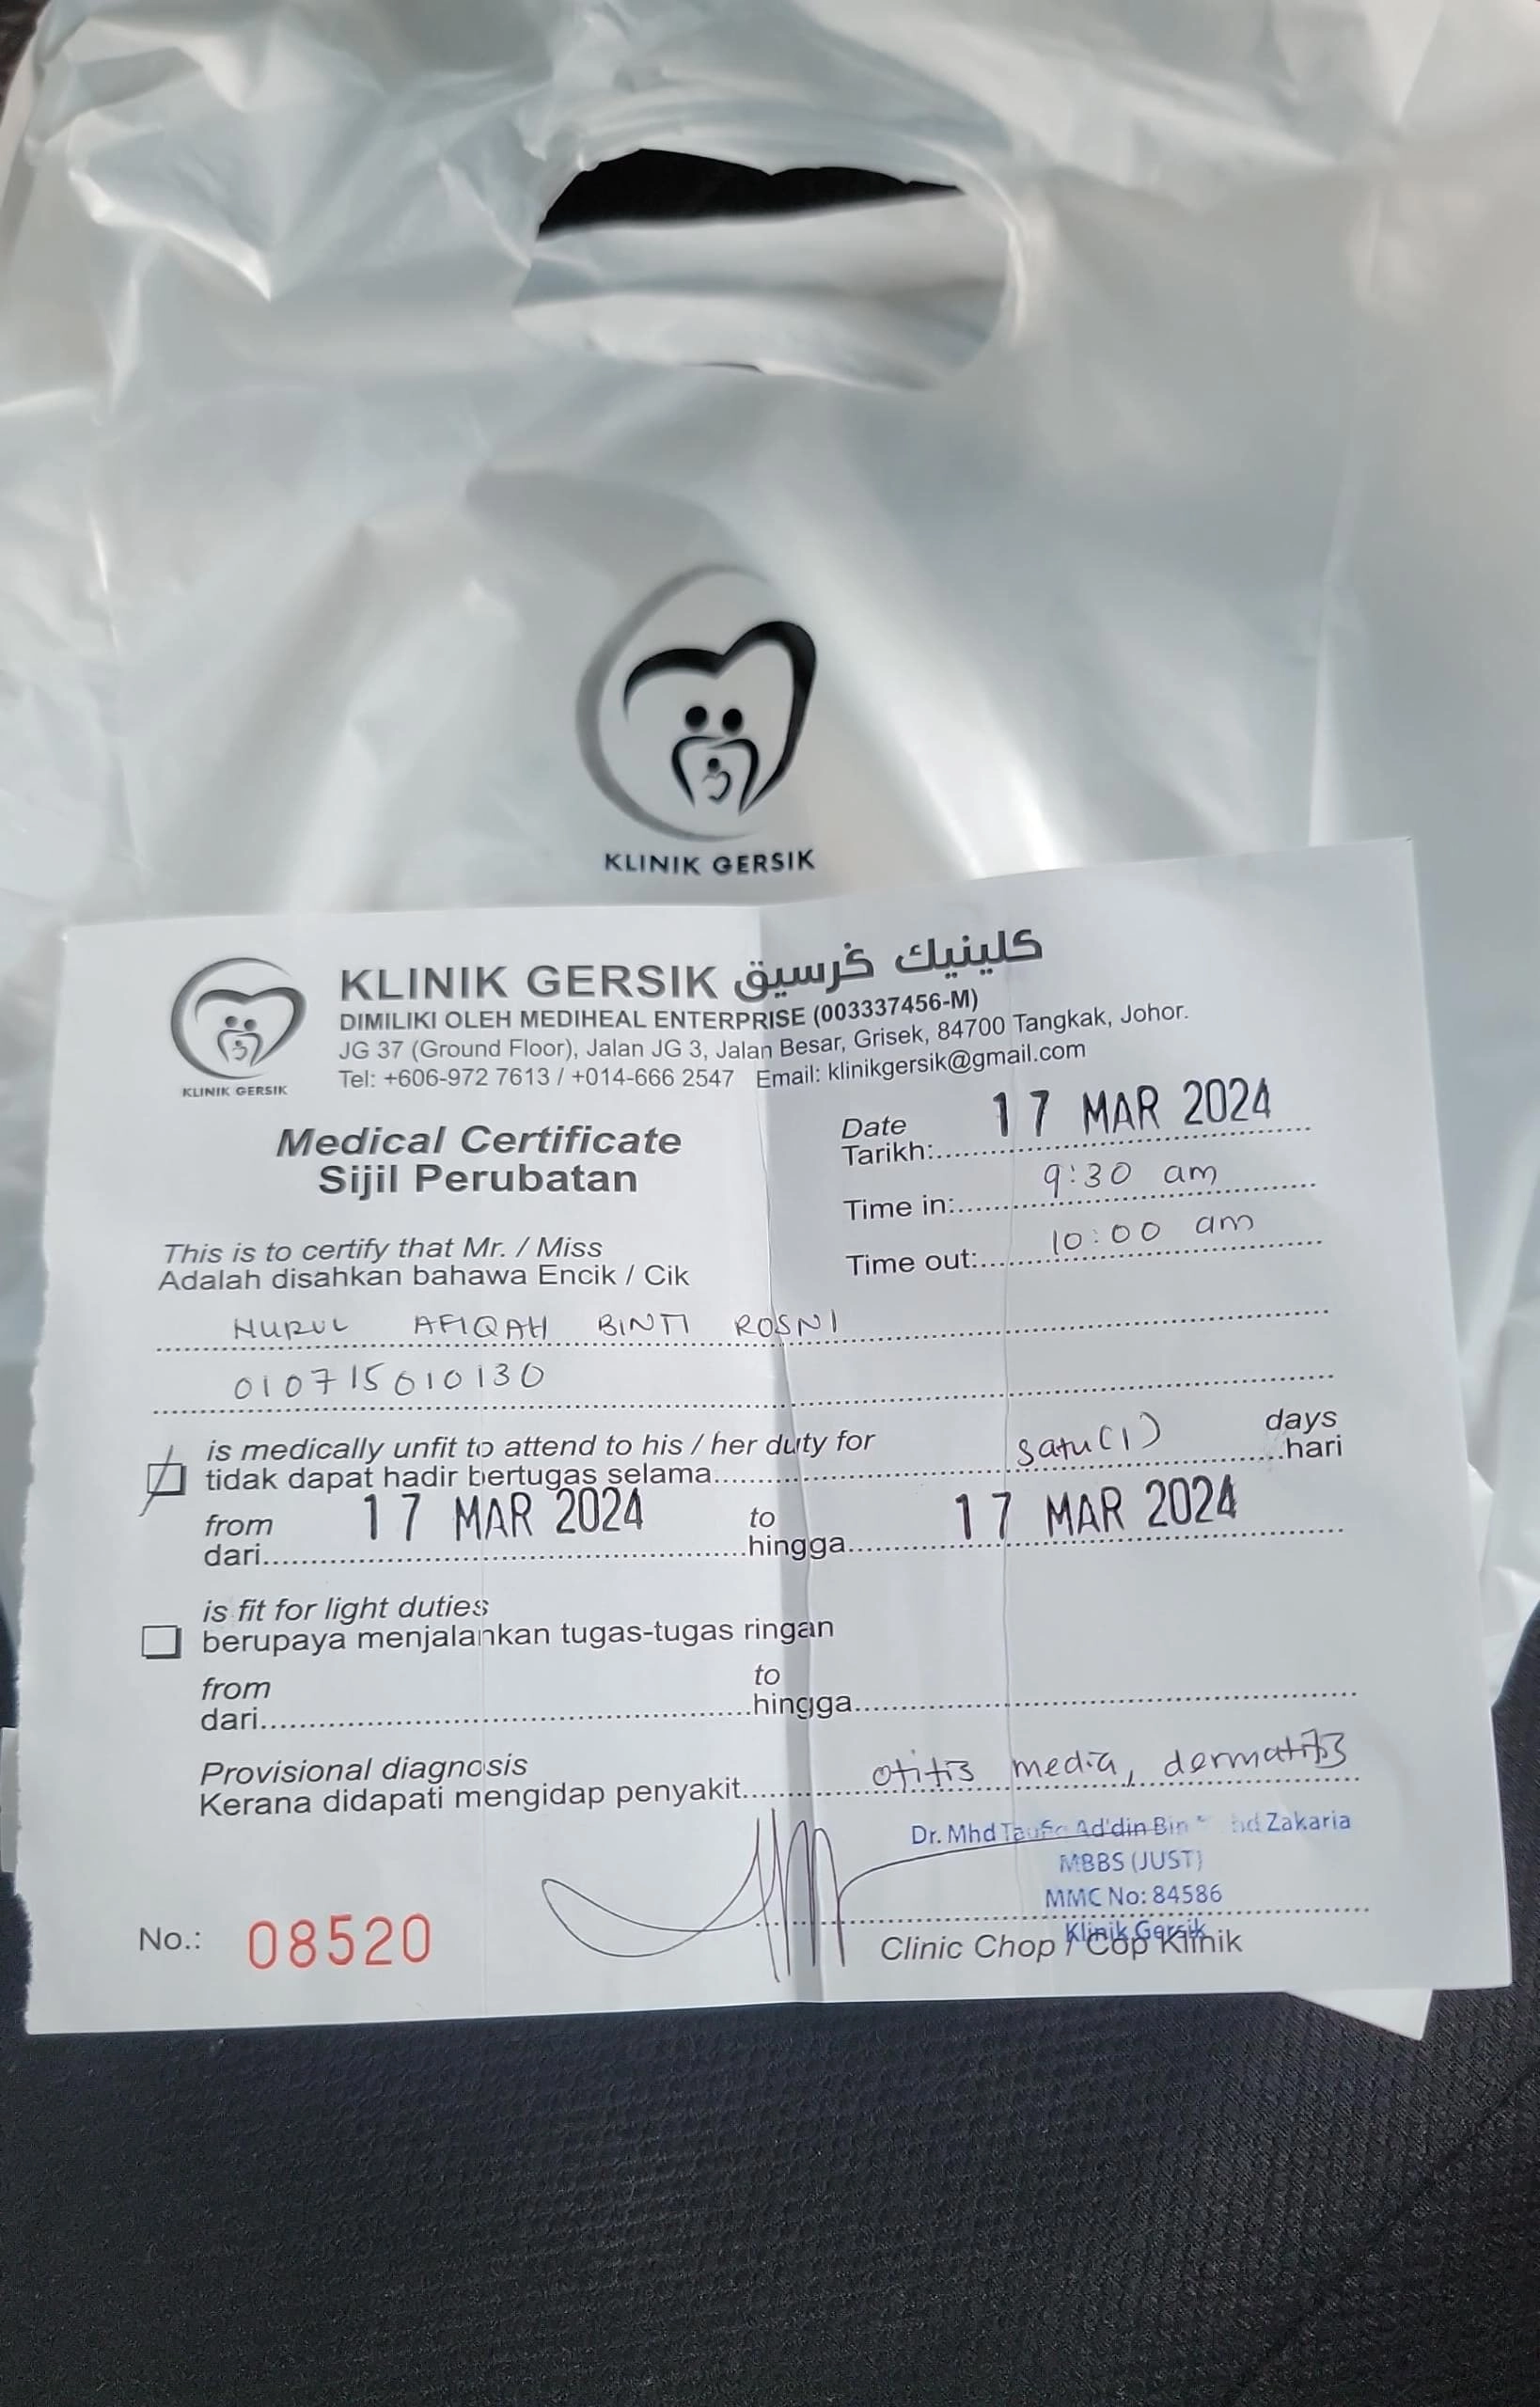 KLINIK GERSIK
KLINIK GERSIK
KLINIK GERSIK كلينيك ڬرسيق
DIMILIKI OLEH MEDIHEAL ENTERPRISE (003337456-M)
JG 37 (Ground Floor), Jalan JG 3, Jalan Besar, Grisek, 84700 Tangkak, Johor.
Tel: +606-972 7613 / +014-666 2547 Email: klinikgersik@gmail.com
Medical Certificate
Sijil Perubatan
Date
Tarikh: 17 MAR 2024
Time in: 9:30 am
Time out: 10:00 am
This is to certify that Mr. / Miss
Adalah disahkan bahawa Encik / Cik
NURUL AFIQAH BINTI ROSNI
010715010130
is medically unfit to attend to his / her duty for satu (1) days
tidak dapat hadir bertugas selama hari
from 17 MAR 2024 to 17 MAR 2024
dari hingga
is fit for light duties
berupaya menjalankan tugas-tugas ringan
from to
dari hingga
Provisional diagnosis
Kerana didapati mengidap penyakit otitis media, dermatitis
Dr. Mhd Ad'din Bin Zakaria
MBBS (JUST)
MMC No: 84586
Klinik Gersik
Clinic Chop / Cop Klinik
No.: 08520